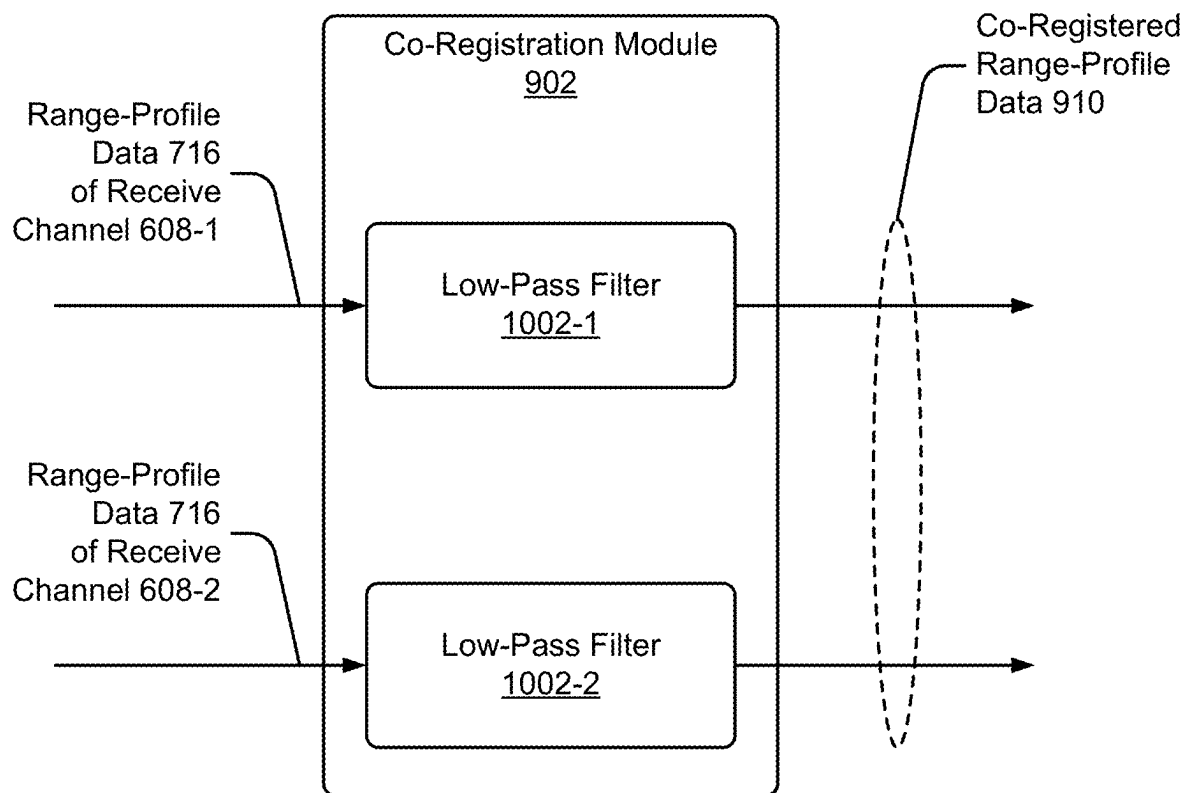 Co-Registration Module
902
Co-Registered
Range-Profile
Data 910
Range-Profile
Data 716
of Receive
Channel 608-1
Low-Pass Filter
1002-1
Range-Profile
Data 716
of Receive
Channel 608-2
Low-Pass Filter
1002-2